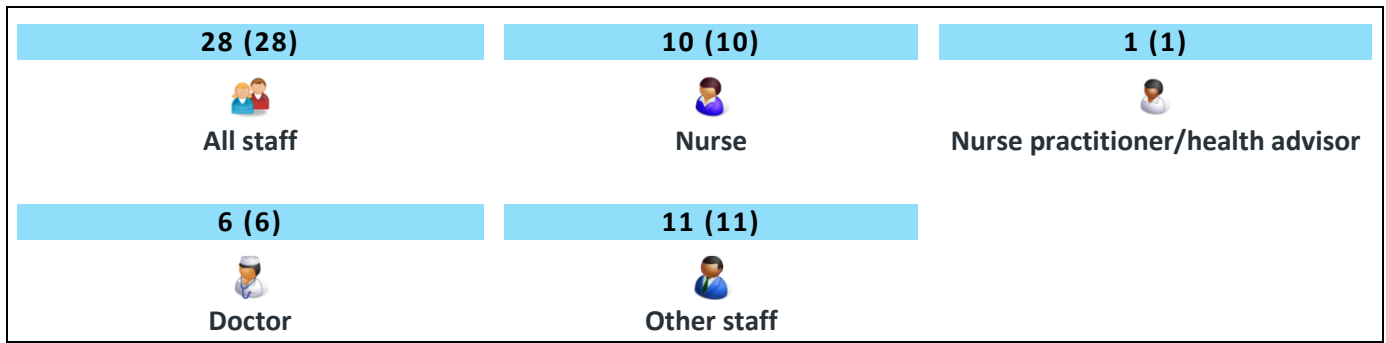 28 (28)
10 (10)
1 (1)
All staff
Nurse
Nurse practitioner/health advisor
6 (6)
11 (11)
Doctor
Other staff